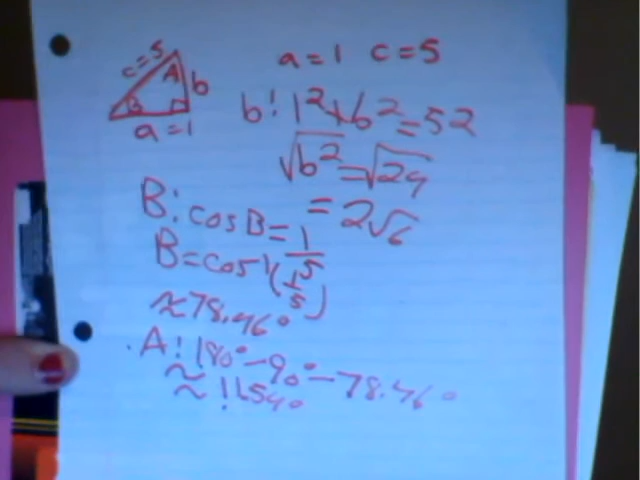 c=5
A
b
B
a=1
a=1 c=5
b: 1²+b²=5²
√b² = √24
= 2√6
B: cosB = 1/5
B = cos⁻¹(1/5)
≈78.46°
A: 180°-90°-78.46°
≈ 11.54°